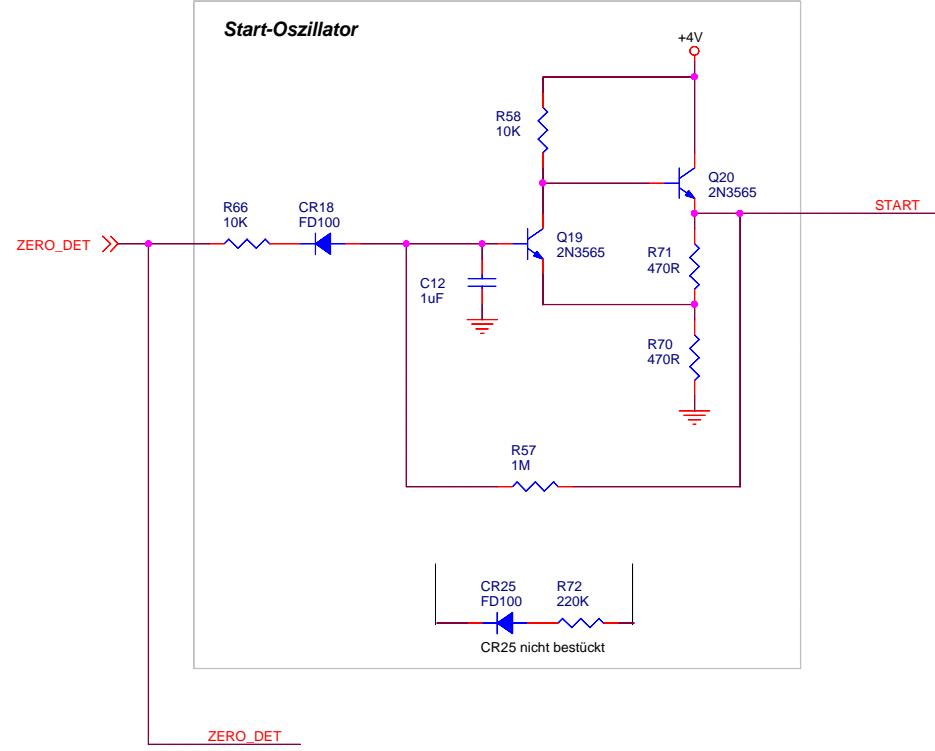 Start-Oszillator
+4V
R58
10K
Q20
2N3565
START
R66
10K
CR18
FD100
ZERO_DET
Q19
2N3565
R71
470R
C12
1uF
R70
470R
R57
1M
CR25
FD100
R72
220K
CR25 nicht bestückt
ZERO_DET